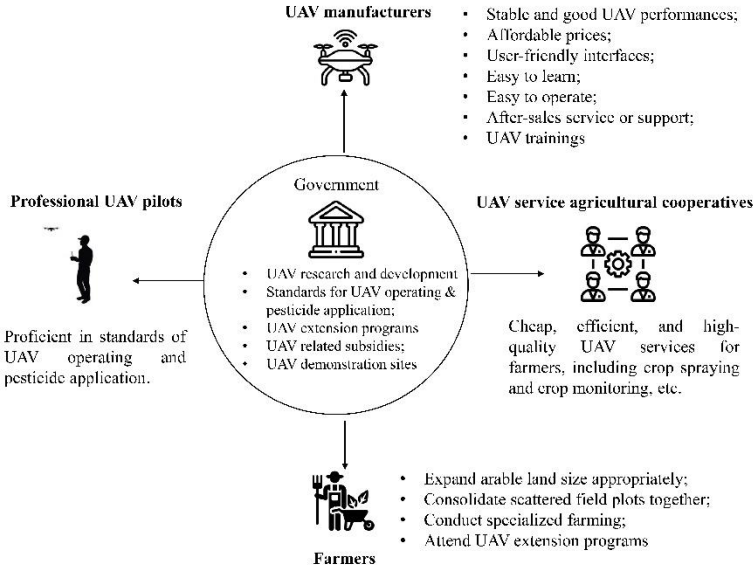 UAV manufacturers
• Stable and good UAV performances;
• Affordable prices;
• User-friendly interfaces;
• Easy to learn;
• Easy to operate;
• After-sales service or support;
• UAV trainings
Government
• UAV research and development
• Standards for UAV operating &
pesticide application;
• UAV extension programs
• UAV related subsidies;
• UAV demonstration sites
Professional UAV pilots
Proficient in standards of
UAV operating and
pesticide application.
UAV service agricultural cooperatives
Cheap, efficient, and high-
quality UAV services for
farmers, including crop spraying
and crop monitoring, etc.
• Expand arable land size appropriately;
• Consolidate scattered field plots together;
• Conduct specialized farming;
• Attend UAV extension programs
Farmers